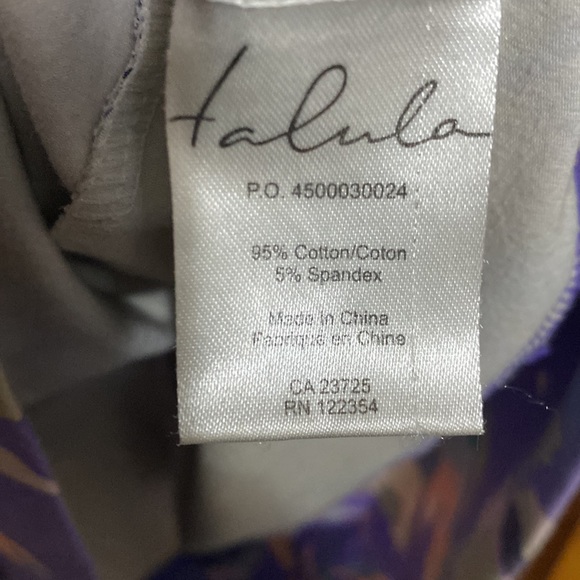 talula
P.O. 4500030024
95% Cotton/Coton
5% Spandex
Made in China
Fabriqué en Chine
CA 23725
RN 122354